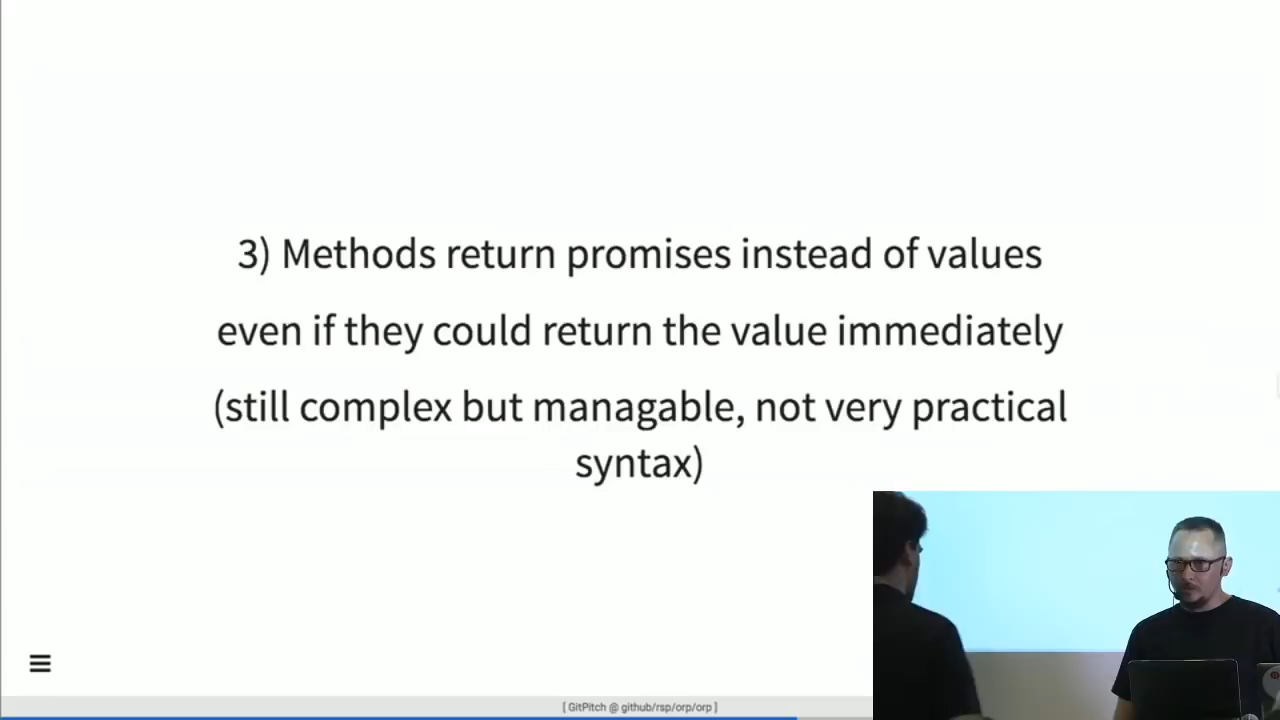 3) Methods return promises instead of values
even if they could return the value immediately
(still complex but managable, not very practical
syntax)
[ GitPitch @ github/rsp/orp/orp ]